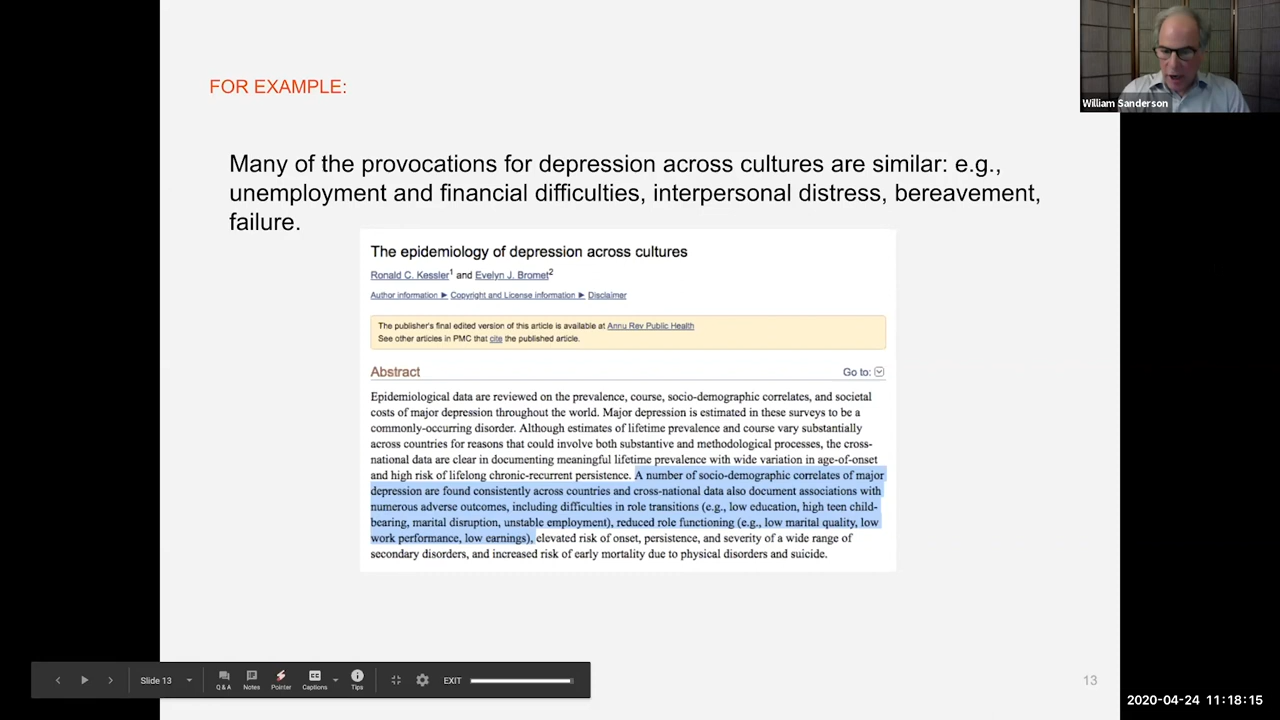 FOR EXAMPLE:
William Sanderson
Many of the provocations for depression across cultures are similar: e.g.,
unemployment and financial difficulties, interpersonal distress, bereavement,
failure.
The epidemiology of depression across cultures
Ronald C. Kessler1 and Evelyn J. Bromet2
Author information ▶ Copyright and License information ▶ Disclaimer
The publisher's final edited version of this article is available at Annu Rev Public Health
See other articles in PMC that cite the published article.
Abstract Go to:
Epidemiological data are reviewed on the prevalence, course, socio-demographic correlates, and societal
costs of major depression throughout the world. Major depression is estimated in these surveys to be a
commonly-occurring disorder. Although estimates of lifetime prevalence and course vary substantially
across countries for reasons that could involve both substantive and methodological processes, the cross-
national data are clear in documenting meaningful lifetime prevalence with wide variation in age-of-onset
and high risk of lifelong chronic-recurrent persistence. A number of socio-demographic correlates of major
depression are found consistently across countries and cross-national data also document associations with
numerous adverse outcomes, including difficulties in role transitions (e.g., low education, high teen child-
bearing, marital disruption, unstable employment), reduced role functioning (e.g., low marital quality, low
work performance, low earnings), elevated risk of onset, persistence, and severity of a wide range of
secondary disorders, and increased risk of early mortality due to physical disorders and suicide.
Slide 13
Q & A
Notes
Pointer
CC
Captions
Tips
EXIT
13
2020-04-24 11:18:15